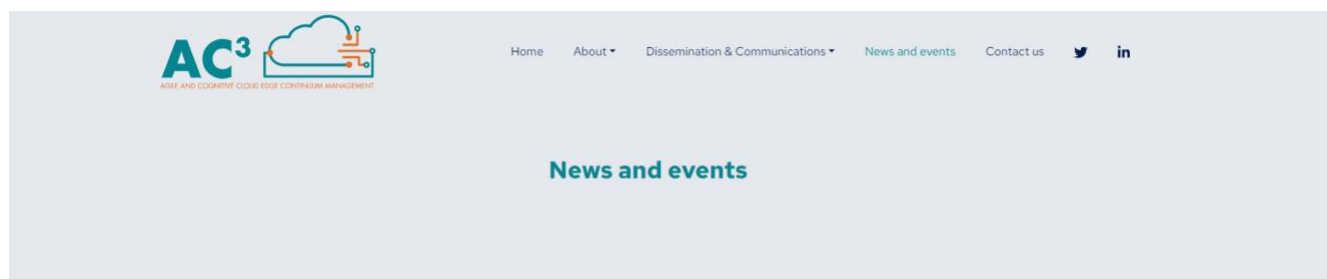 AC³
AGILE AND COGNITIVE CLOUD EDGE CONTINUUM MANAGEMENT
Home About Dissemination & Communications News and events Contact us in
News and events